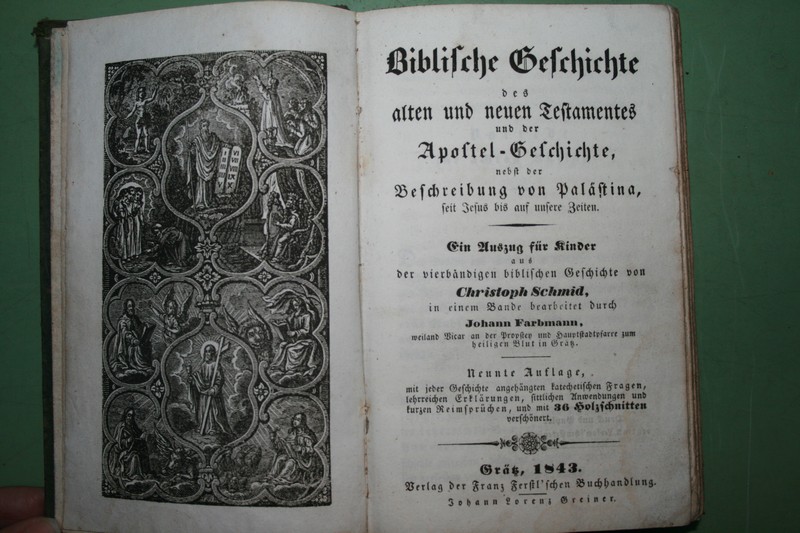 Biblische Geschichte
des
alten und neuen Testamentes
und der
Apostel-Geschichte,
nebst der
Beschreibung von Palästina,
seit Jesus bis auf unsere Zeiten.
Ein Auszug für Kinder
aus
der vierbändigen biblischen Geschichte von
Christoph Schmid,
in einem Bande bearbeitet durch
Johann Farbmann,
weiland Vicar an der Propstey und Hauptstadtpfarre zum
heiligen Blut in Grätz.
Neunte Auflage,
mit jeder Geschichte angehängten katechetischen Fragen,
lehrreichen Erklärungen, sittlichen Anwendungen und
kurzen Reimsprüchen, und mit 36 Holzschnitten
verschönert.
Grätz, 1843.
Verlag der Franz Ferstl'schen Buchhandlung.
Johann Lorenz Greiner.